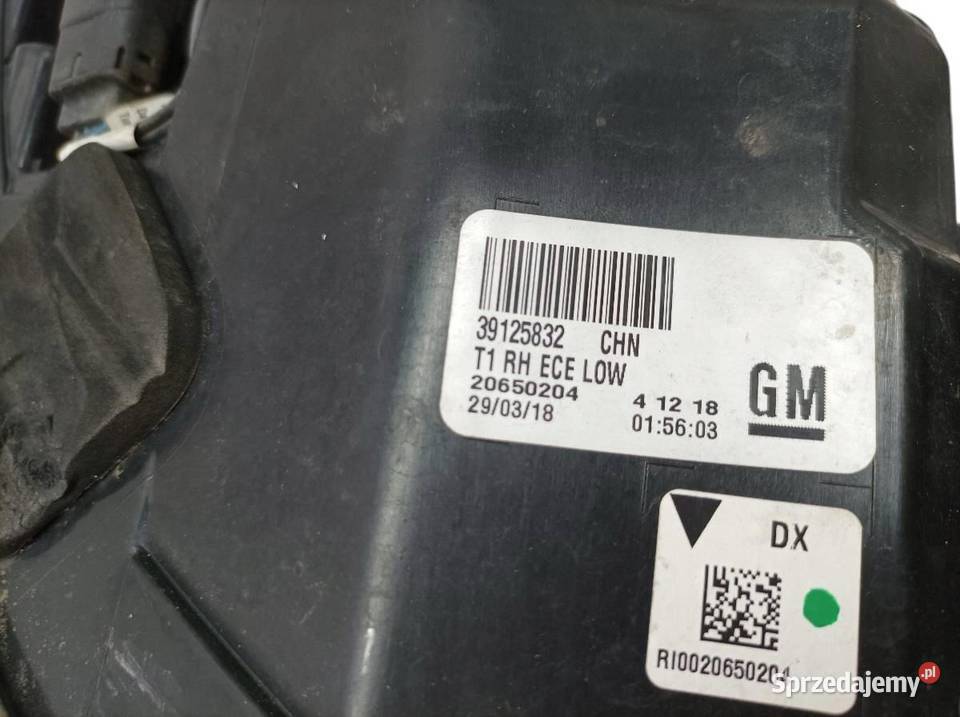 39125832 CHN
T1 RH ECE LOW
20650204 4 12 18
29/03/18 01:56:03
GM
DX
RI0020650204
Sprzedajemy.pl